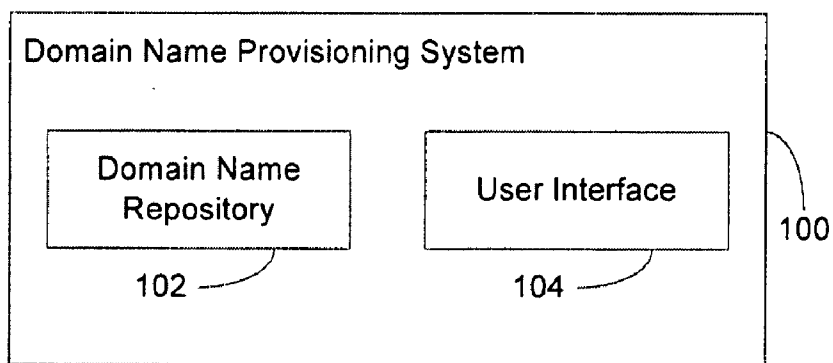 Domain Name Provisioning System
Domain Name
Repository
User Interface
100
102
104